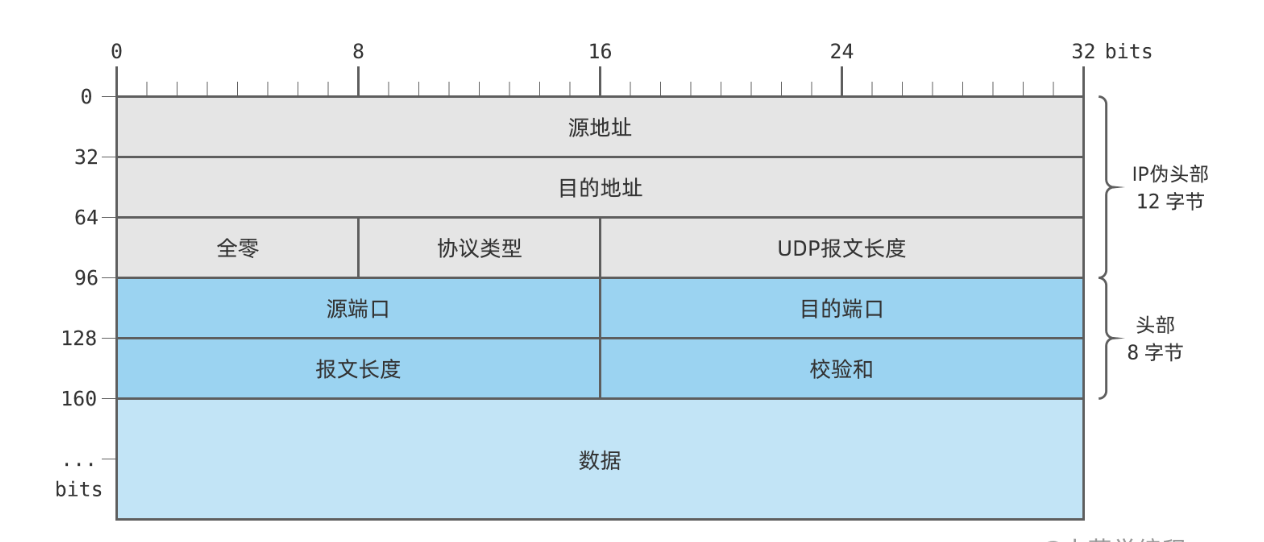 0 8 16 24 32 bits
0
源地址
32
目的地址
IP伪头部
12 字节
64
全零 协议类型 UDP报文长度
96
源端口 目的端口
128
头部
8 字节
报文长度 校验和
160
数据
...
bits